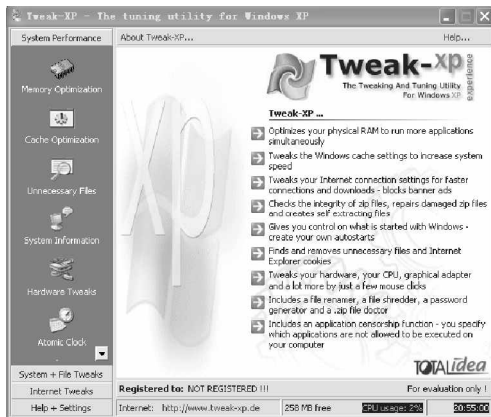 Tweak-XP - The tuning utility for Windows XP
System Performance
About Tweak-XP...
Help...
Memory Optimization
Cache Optimization
Unnecessary Files
System Information
Hardware Tweaks
Atomic Clock
System + File Tweaks
Internet Tweaks
Help + Settings
xp
Tweak-xp
experience
The Tweaking And Tuning Utility
For Windows XP
Tweak-XP ...
Optimizes your physical RAM to run more applications
simultaneously
Tweaks the Windows cache settings to increase system
speed
Tweaks your Internet connection settings for faster
connections and downloads - blocks banner ads
Checks the integrity of zip files, repairs damaged zip files
and creates self extracting files
Gives you control on what is started with Windows -
create your own autostarts
Finds and removes unnecessary files and Internet
Explorer cookies
Tweaks your hardware, your CPU, graphical adapter
and a lot more by just a few mouse clicks
Includes a file renamer, a file shredder, a password
generator and a .zip file doctor
Includes an application censorship function - you specify
which applications are not allowed to be executed on
your computer
TOTALidea
Registered to: NOT REGISTERED !!!
For evaluation only !
Internet: http://www.tweak-xp.de
258 MB free
CPU usage: 2%
20:55:00